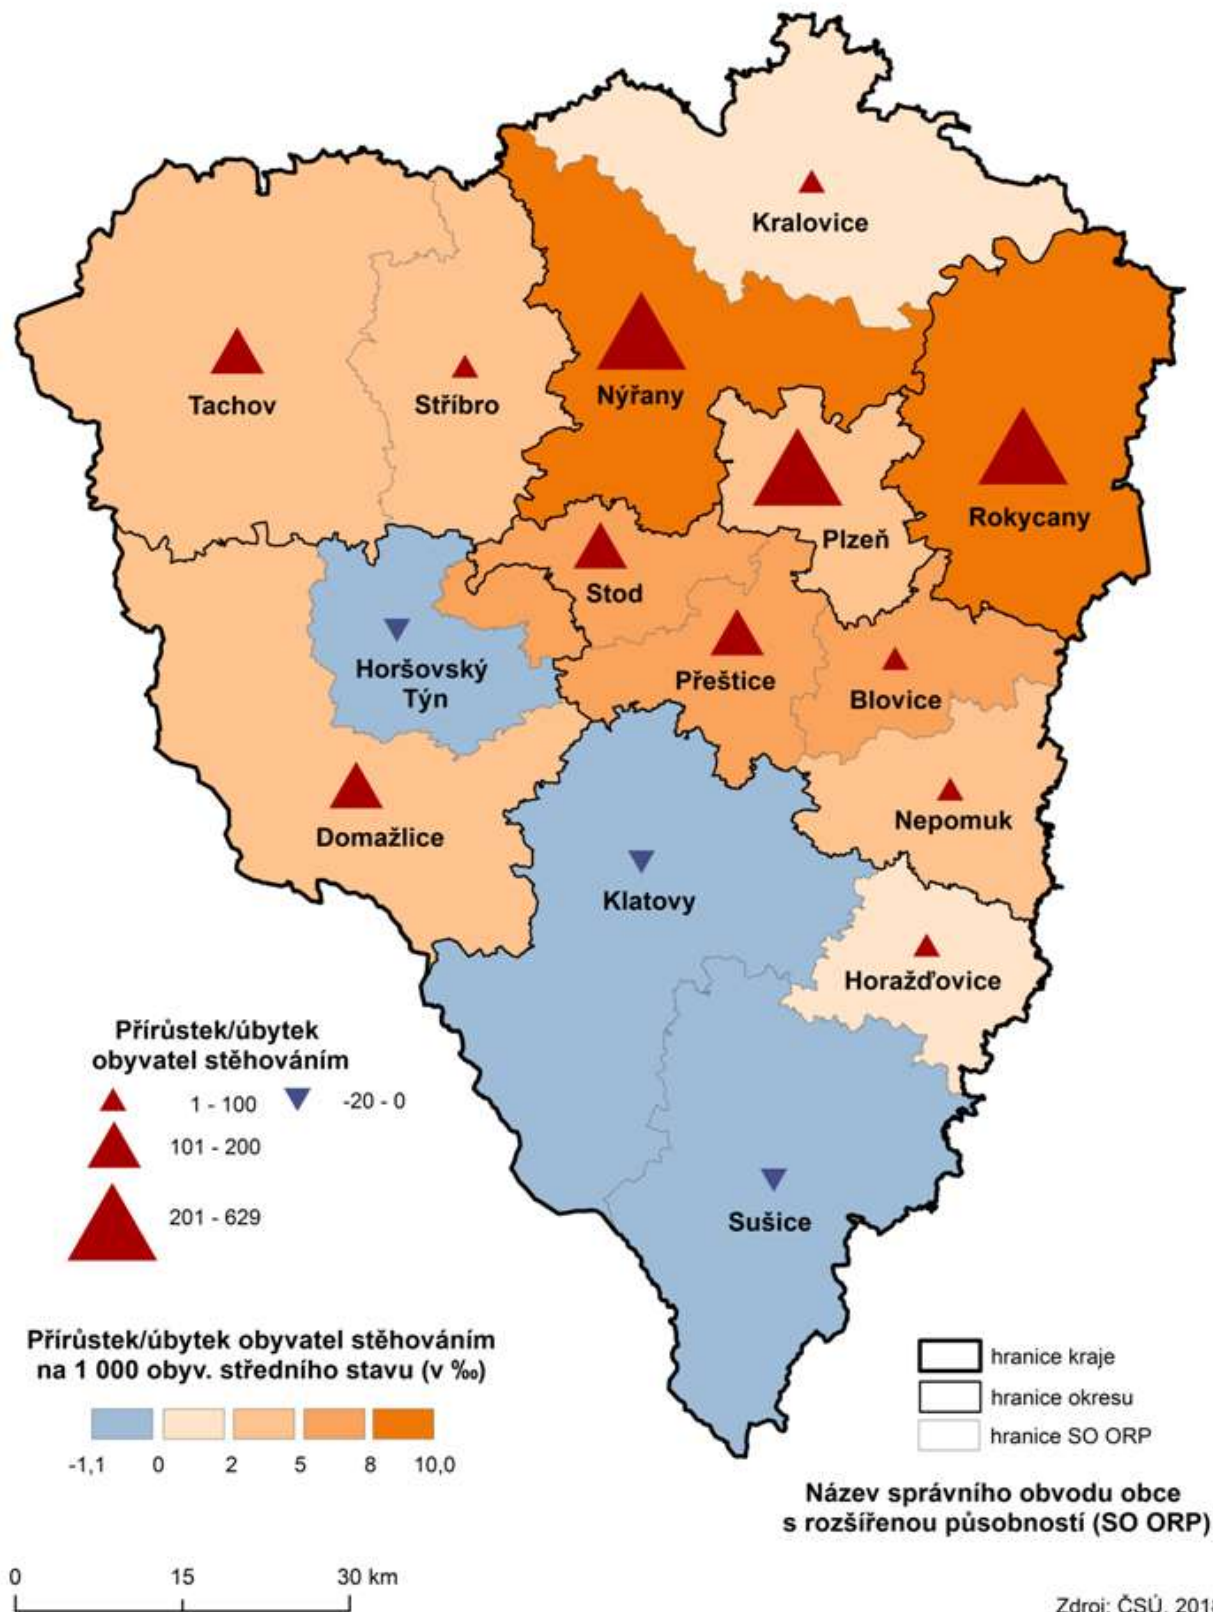 Kralovice
Tachov
Stříbro
Nýřany
Plzeň
Rokycany
Stod
Horšovský
Týn
Přeštice
Blovice
Domažlice
Nepomuk
Klatovy
Horažďovice
Sušice
Přírůstek/úbytek
obyvatel stěhováním
1 - 100
-20 - 0
101 - 200
201 - 629
Přírůstek/úbytek obyvatel stěhováním
na 1 000 obyv. středního stavu (v ‰)
-1,1 0 2 5 8 10,0
hranice kraje
hranice okresu
hranice SO ORP
Název správního obvodu obce
s rozšířenou působností (SO ORP)
0 15 30 km
Zdroj: ČSÚ, 2018